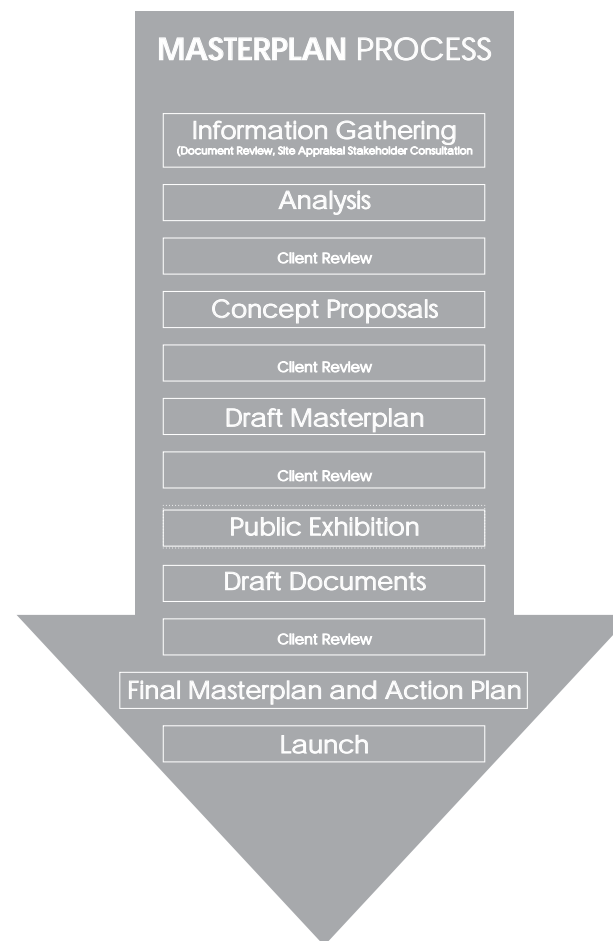 MASTERPLAN PROCESS
Information Gathering
(Document Review, Site Appraisal Stakeholder Consultation
Analysis
Client Review
Concept Proposals
Client Review
Draft Masterplan
Client Review
Public Exhibition
Draft Documents
Client Review
Final Masterplan and Action Plan
Launch